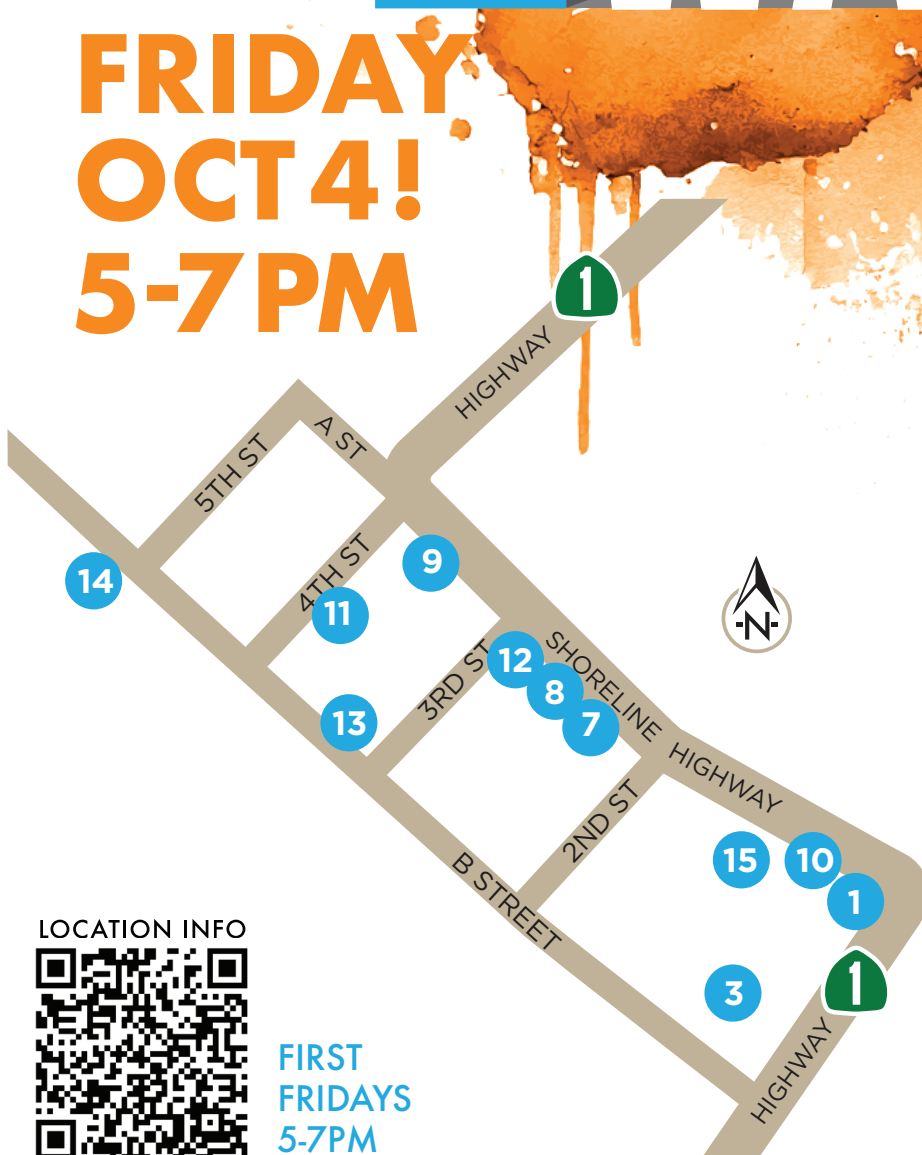 FRIDAY
OCT 4!
5-7PM
1
HIGHWAY
A ST
5TH ST
4TH ST
9
14
11
-N-
3RD ST
12
SHORELINE
8
7
13
HIGHWAY
2ND ST
15
10
1
B STREET
3
1
HIGHWAY
LOCATION INFO
FIRST
FRIDAYS
5-7PM